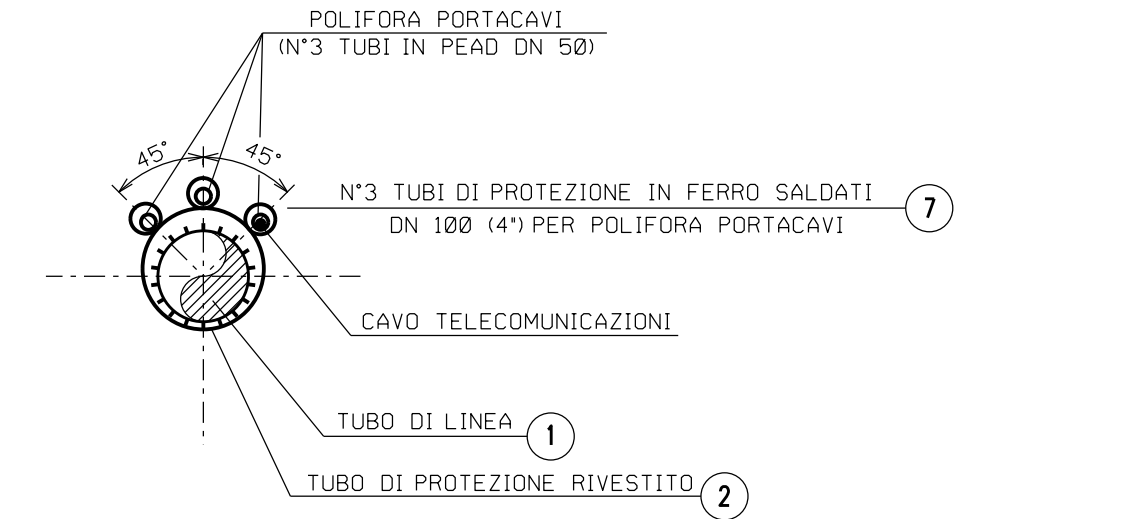 POLIFORA PORTACAVI
(N°3 TUBI IN PEAD DN 50)
45°
45°
N°3 TUBI DI PROTEZIONE IN FERRO SALDATI
7
DN 100 (4") PER POLIFORA PORTACAVI
CAVO TELECOMUNICAZIONI
TUBO DI LINEA
1
TUBO DI PROTEZIONE RIVESTITO
2